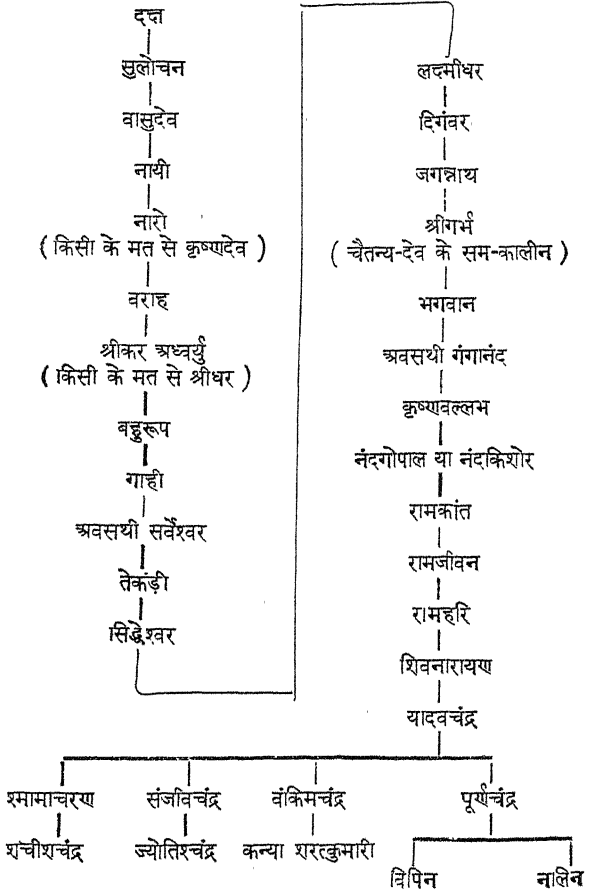 दक्ष
सुलोचन
वासुदेव
नाथी
नारो
( किसी के मत से कृष्णदेव )
वराह
श्रीकर अध्वर्यु
( किसी के मत से श्रीधर )
बहुरूप
गाही
अवसथी सर्वेश्वर
तेकंड़ी
सिद्धेश्वर
लक्ष्मीधर
दिगंवर
जगन्नाथ
श्रीगर्भ
( चैतन्य-देव के सम-कालीन )
भगवान
अवसथी गंगानंद
कृष्णवल्लभ
नंदगोपाल या नंदकिशोर
रामकांत
रामजीवन
रामहरि
शिवनारायण
यादवचंद्र
श्मामाचरण संजीवचंद्र वंकिमचंद्र पूर्णचंद्र
शचीशचंद्र ज्योतिश्चंद्र कन्या शरत्कुमारी
विपिन नलिन